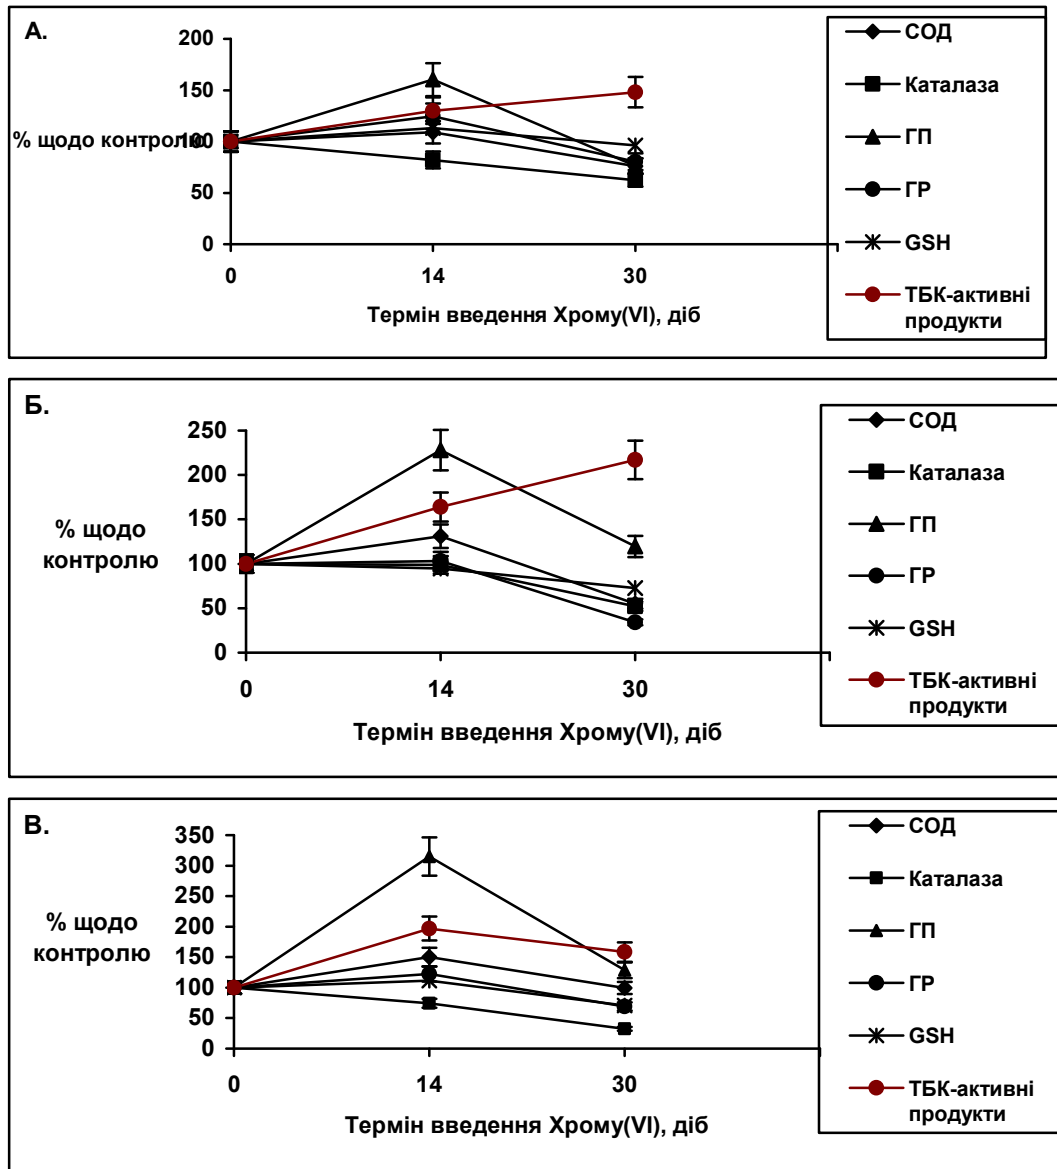 А.
200
150
% щодо контролю
100
50
0
0 14 30
Термін введення Хрому(VI), діб
СОД
Каталаза
ГП
ГР
GSH
ТБК-активні
продукти
Б.
250
200
150
100
50
0
% щодо
контролю
0 14 30
Термін введення Хрому(VI), діб
СОД
Каталаза
ГП
ГР
GSH
ТБК-активні
продукти
В.
350
300
250
200
150
100
50
0
% щодо
контролю
0 14 30
Термін введення Хрому(VI), діб
СОД
Каталаза
ГП
ГР
GSH
ТБК-активні
продукти